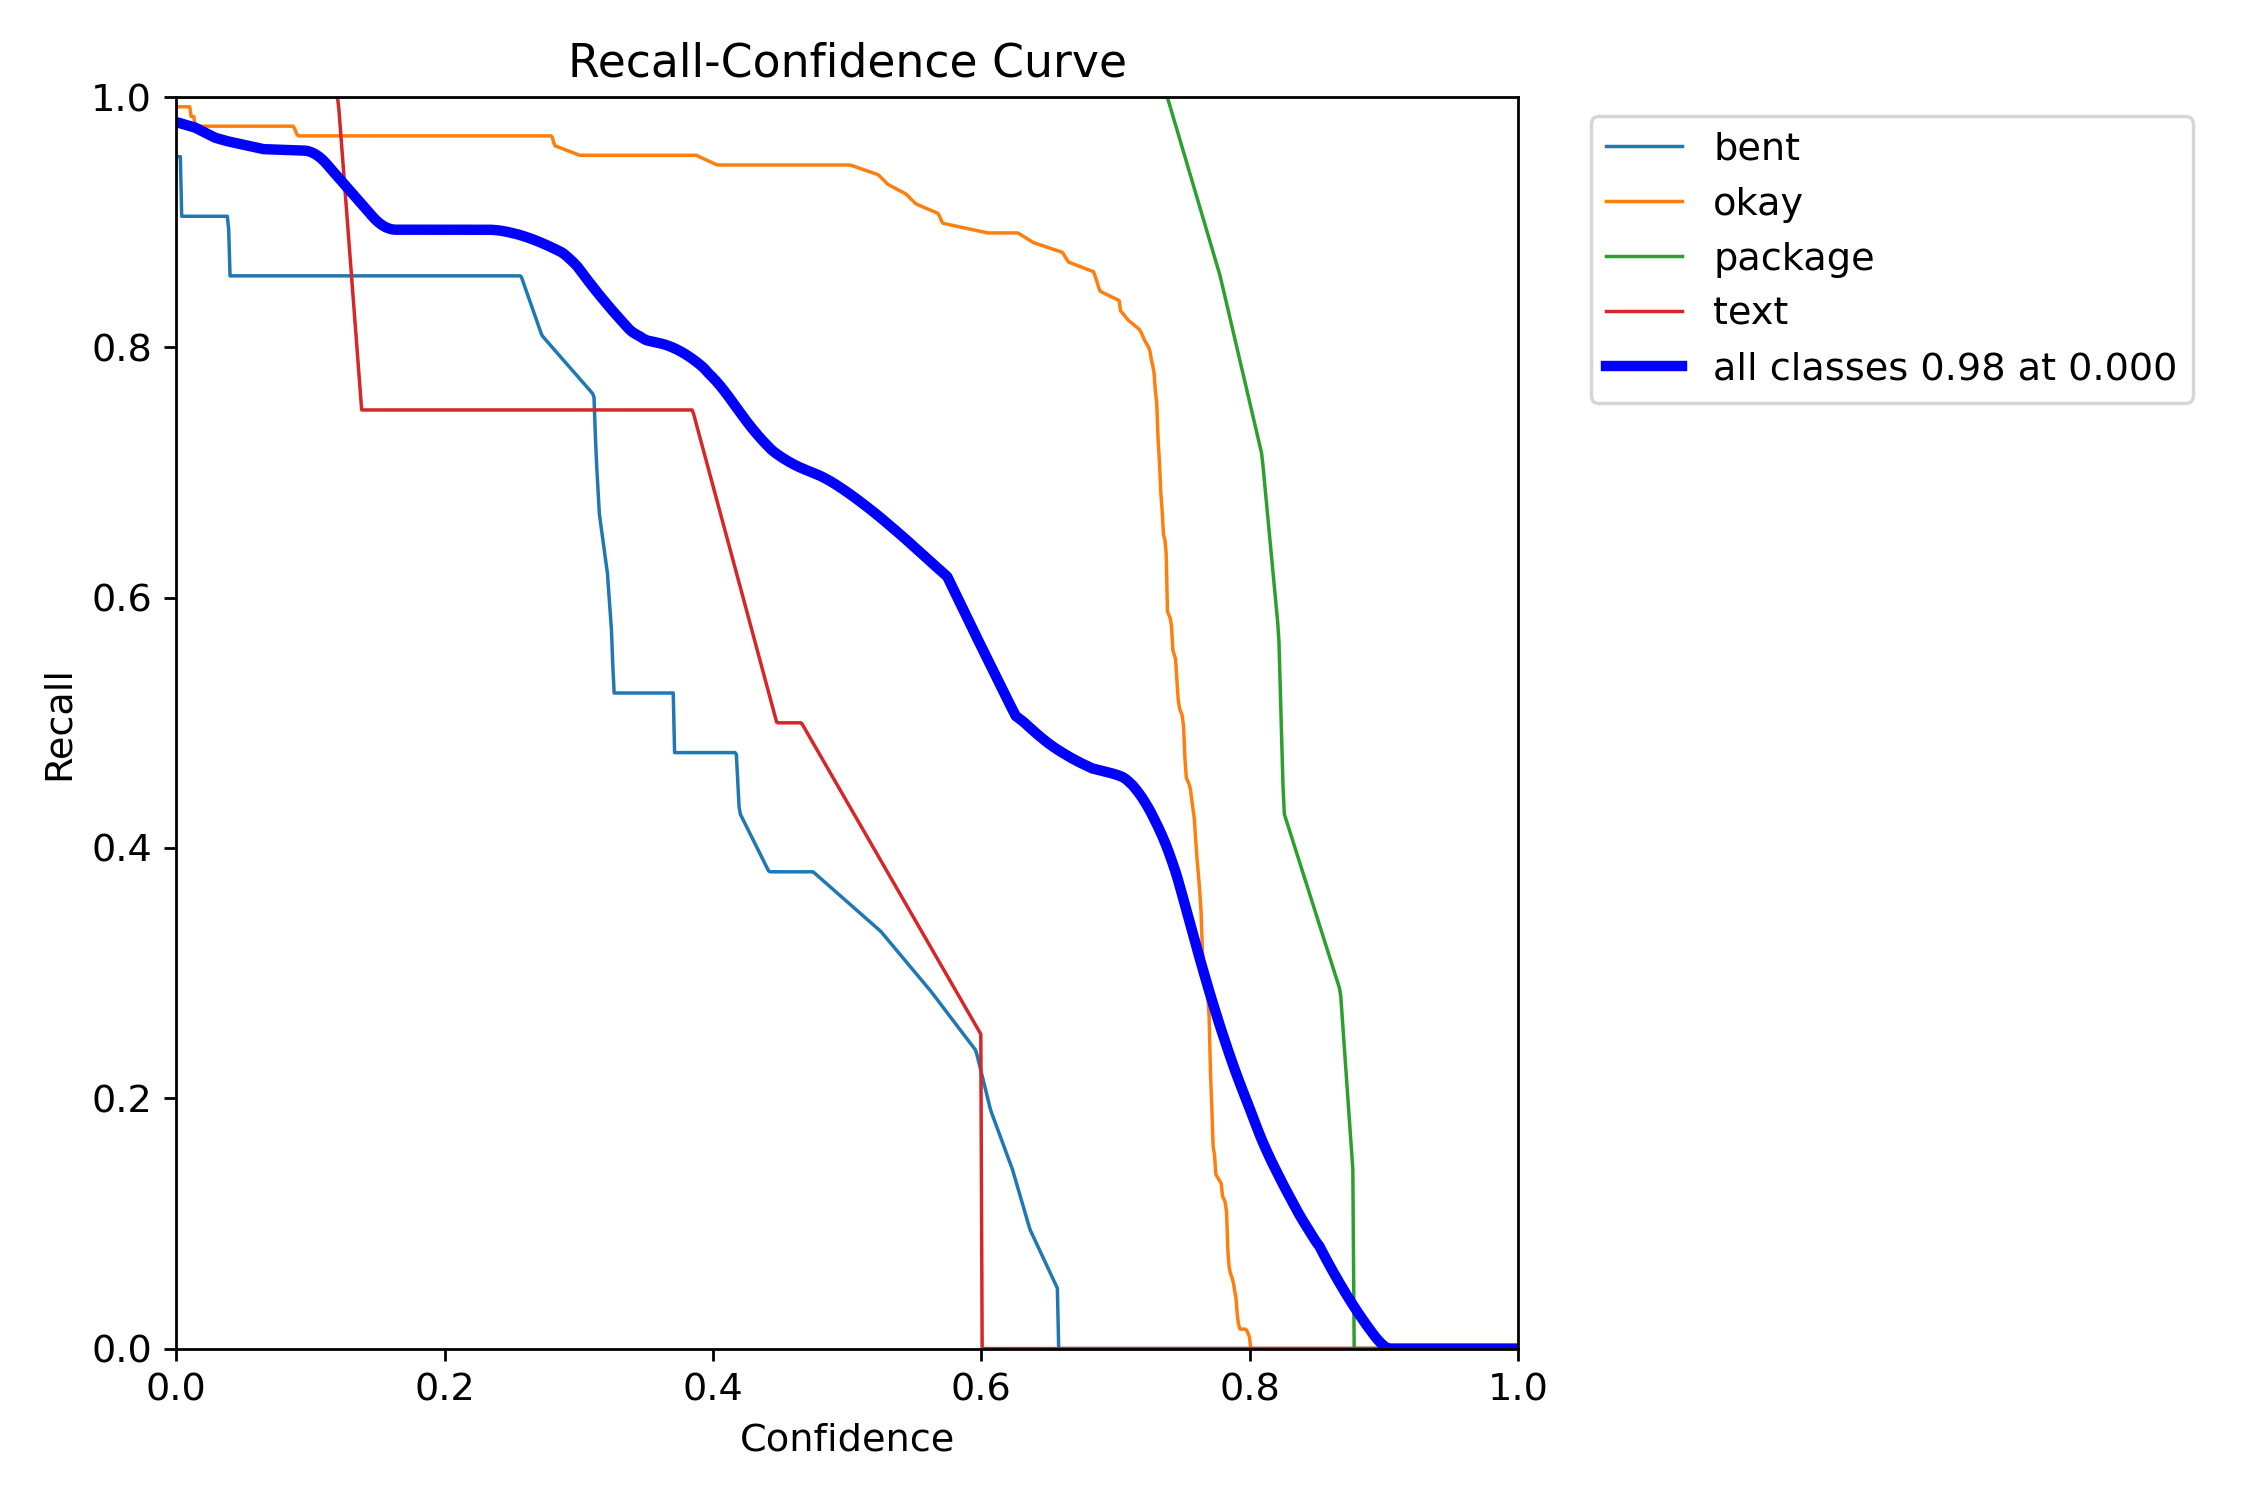 Recall-Confidence Curve
1.0
0.8
0.6
0.4
0.2
0.0
Recall
0.0 0.2 0.4 0.6 0.8 1.0
Confidence
bent
okay
package
text
all classes 0.98 at 0.000